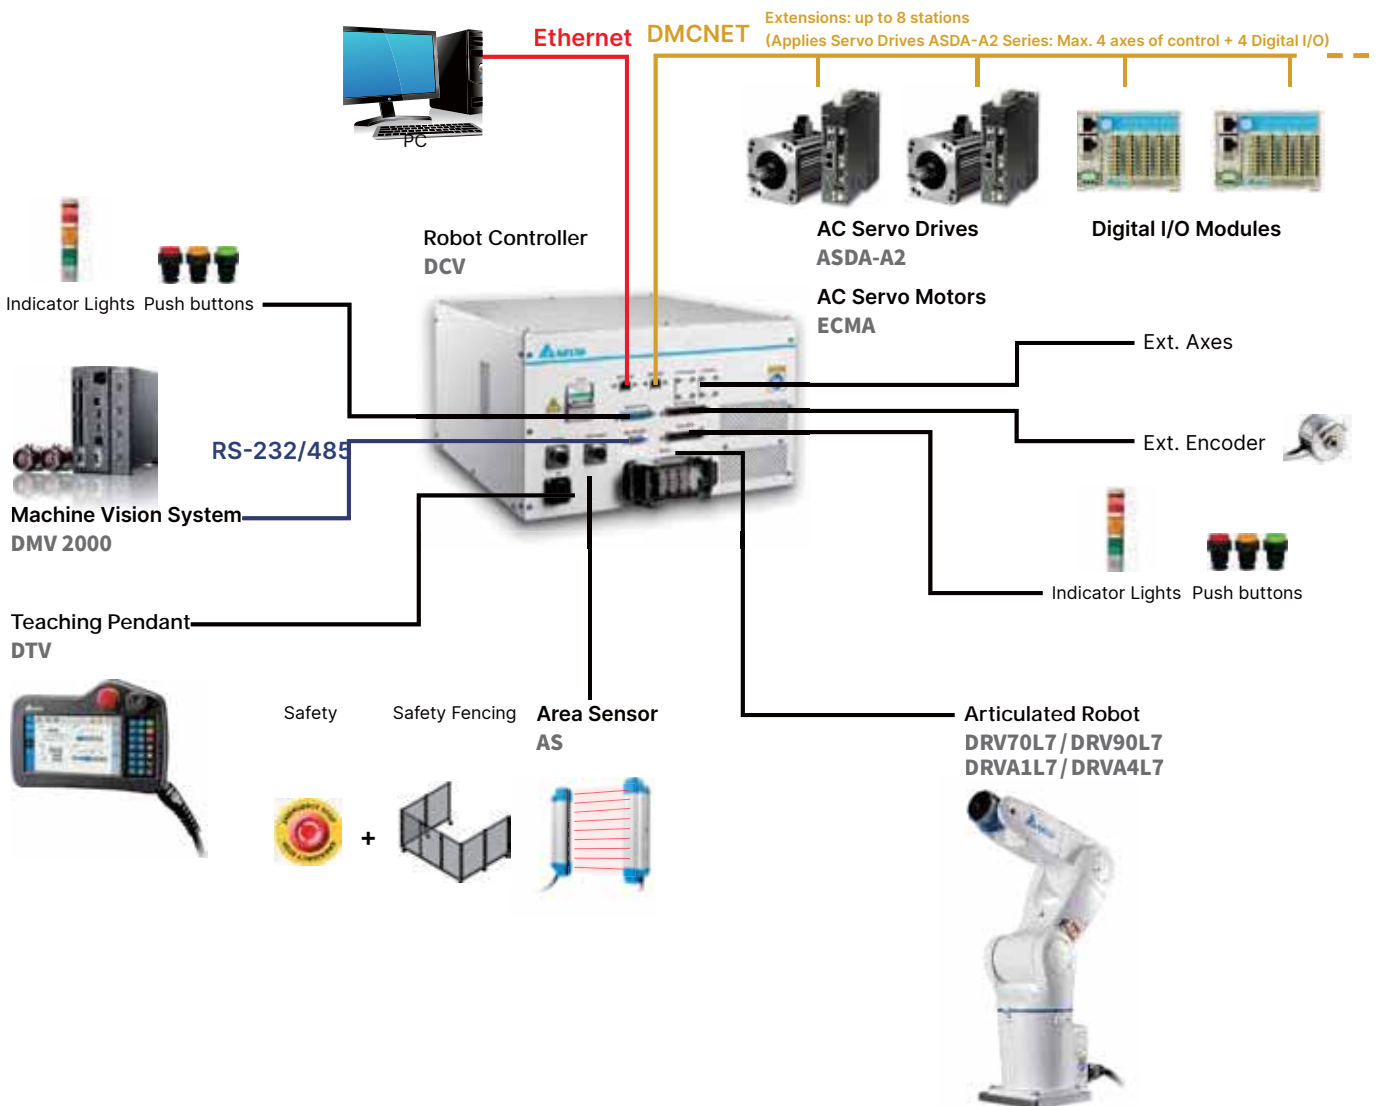 Extensions: up to 8 stations
Ethernet
DMCNET
(Applies Servo Drives ASDA-A2 Series: Max. 4 axes of control + 4 Digital I/O)
PC
AC Servo Drives
ASDA-A2
Digital I/O Modules
Robot Controller
DCV
AC Servo Motors
ECMA
Indicator Lights
Push buttons
Ext. Axes
RS-232/485
Ext. Encoder
Machine Vision System
DMV 2000
Indicator Lights
Push buttons
Teaching Pendant
DTV
Safety
Safety Fencing
Area Sensor
AS
Articulated Robot
DRV70L7 / DRV90L7
DRVA1L7 / DRVA4L7
+